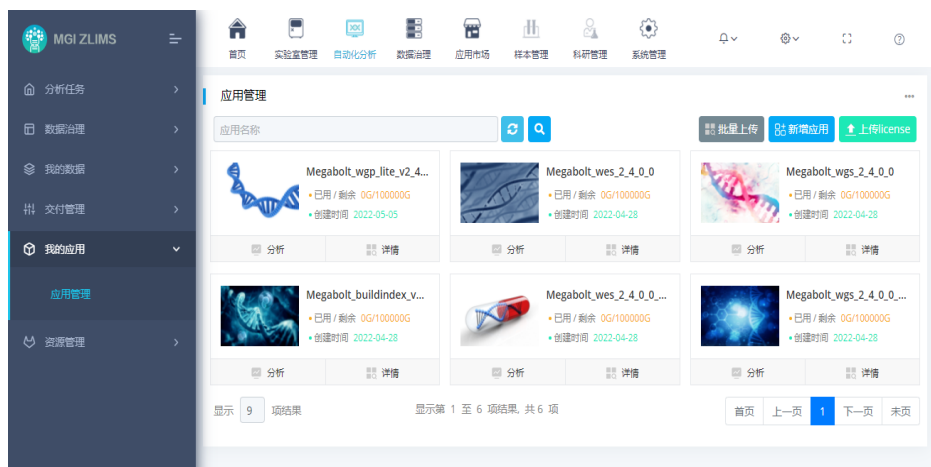 MGI ZLIMS
首页 实验室管理 自动化分析 数据治理 应用市场 样本管理 科研管理 系统管理
分析任务
数据治理
我的数据
交付管理
我的应用
应用管理
资源管理
应用管理
应用名称
批量上传 新增应用 上传license
Megabolt_wgp_lite_v2_4...
•已用 / 剩余 0G/100000G
•创建时间 2022-05-05
分析 详情
Megabolt_wes_2_4_0_0
•已用 / 剩余 0G/100000G
•创建时间 2022-04-28
分析 详情
Megabolt_wgs_2_4_0_0
•已用 / 剩余 0G/100000G
•创建时间 2022-04-28
分析 详情
Megabolt_buildindex_v...
•已用 / 剩余 0G/100000G
•创建时间 2022-04-28
分析 详情
Megabolt_wes_2_4_0_0_...
•已用 / 剩余 0G/100000G
•创建时间 2022-04-28
分析 详情
Megabolt_wgs_2_4_0_0_...
•已用 / 剩余 0G/100000G
•创建时间 2022-04-28
分析 详情
显示 9 项结果
显示第 1 至 6 项结果, 共 6 项
首页 上一页 1 下一页 末页